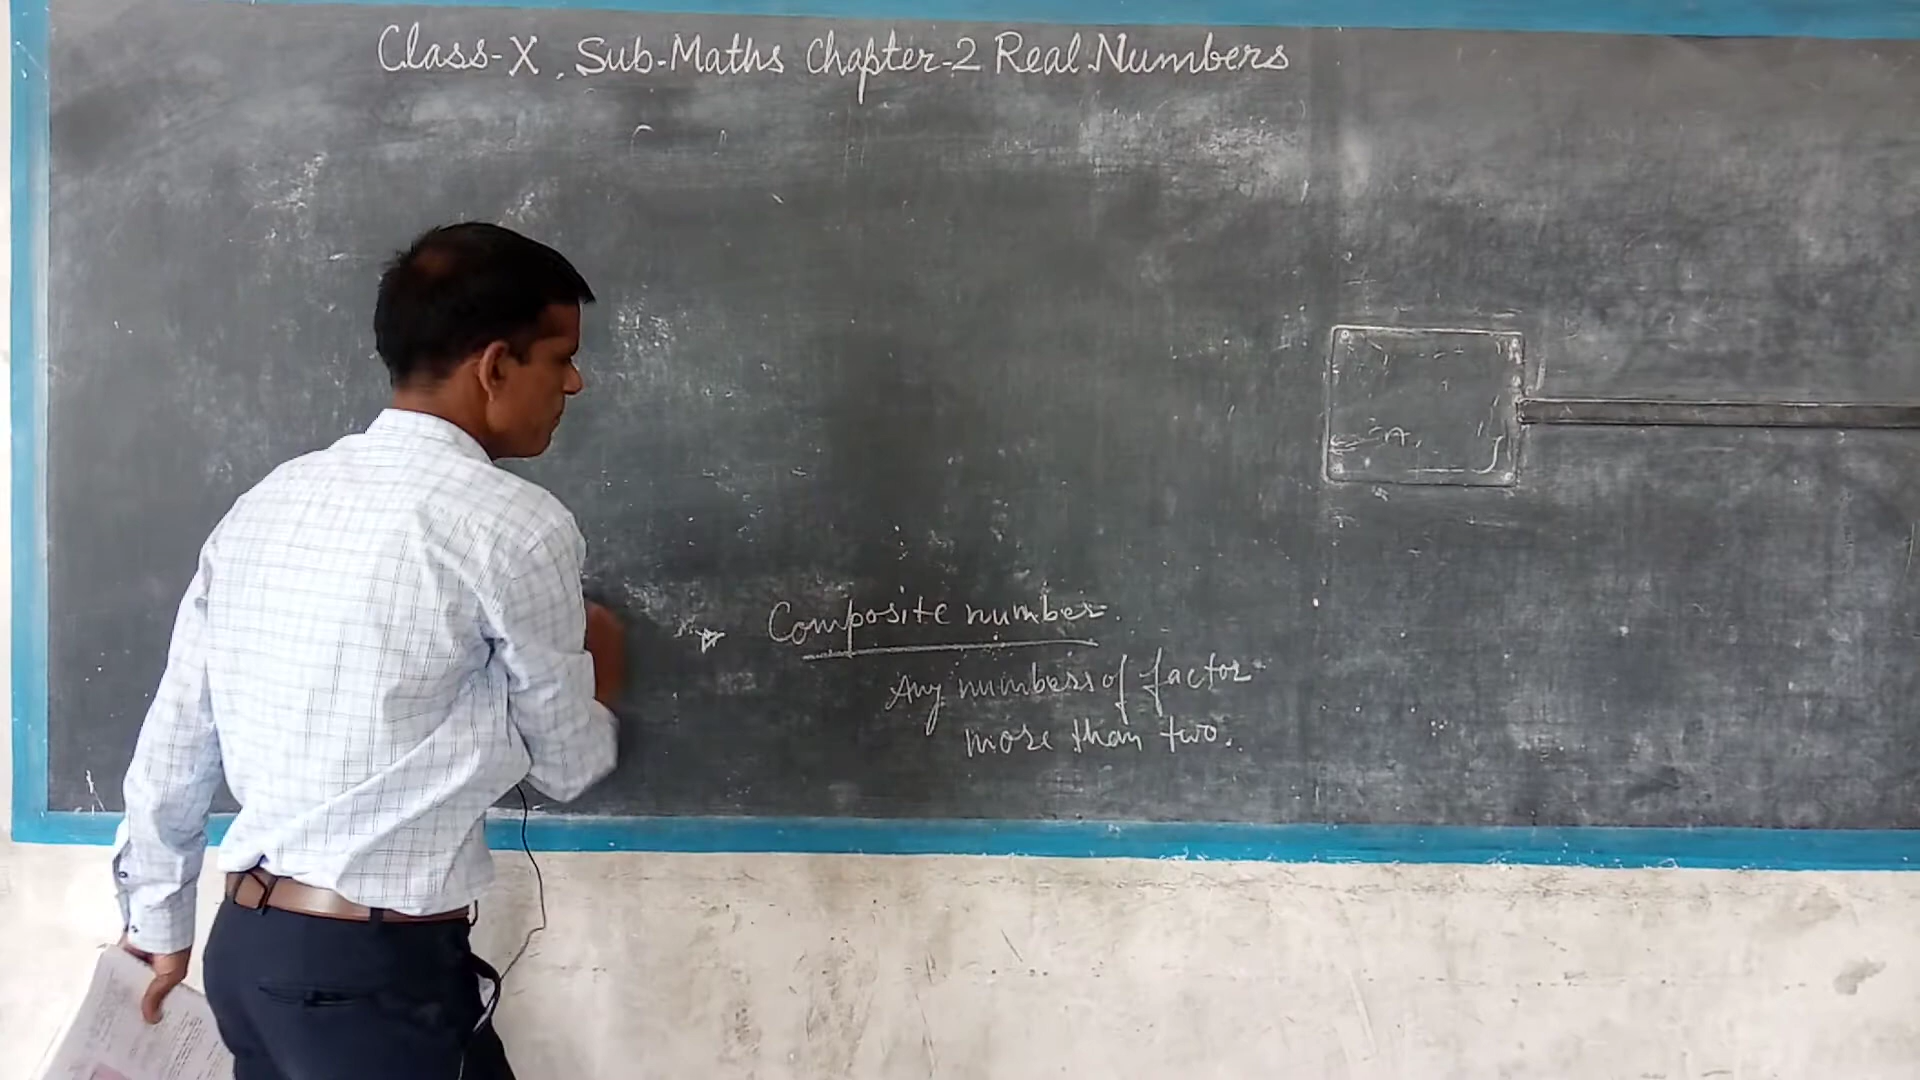 Class-X, Sub-Maths Chapter-2 Real Numbers
Composite number.
Any numbers of factor
more than two.